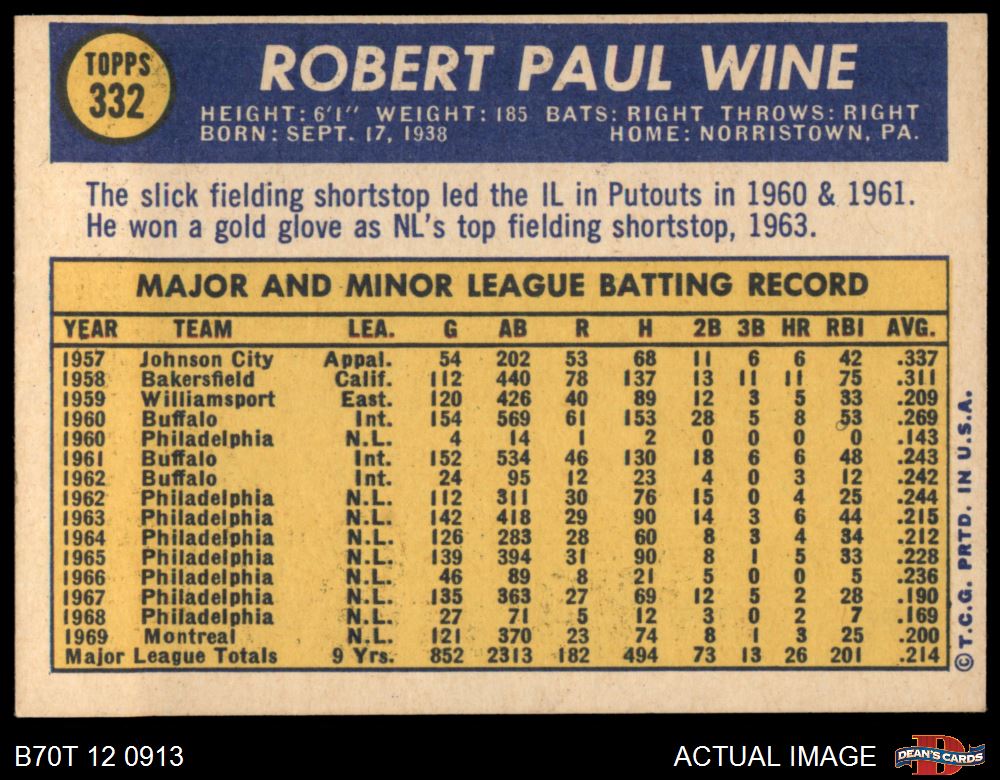 TOPPS
332
ROBERT PAUL WINE
HEIGHT: 6'1" WEIGHT: 185 BATS: RIGHT THROWS: RIGHT
BORN: SEPT. 17, 1938 HOME: NORRISTOWN, PA.
The slick fielding shortstop led the IL in Putouts in 1960 & 1961.
He won a gold glove as NL's top fielding shortstop, 1963.
MAJOR AND MINOR LEAGUE BATTING RECORD
YEAR TEAM LEA. G AB R H 2B 3B HR RBI AVG.
1957 Johnson City Appal. 54 202 53 68 11 6 6 42 .337
1958 Bakersfield Calif. 112 440 78 137 13 11 11 75 .311
1959 Williamsport East. 120 426 40 89 12 3 5 33 .209
1960 Buffalo Int. 154 569 61 153 28 5 8 53 .269
1960 Philadelphia N.L. 4 14 1 2 0 0 0 0 .143
1961 Buffalo Int. 152 534 46 130 18 6 6 48 .243
1962 Buffalo Int. 24 95 12 23 4 0 3 12 .242
1962 Philadelphia N.L. 112 311 30 76 15 0 4 25 .244
1963 Philadelphia N.L. 142 418 29 90 14 3 6 44 .215
1964 Philadelphia N.L. 126 283 28 60 8 3 4 34 .212
1965 Philadelphia N.L. 139 394 31 90 8 1 5 33 .228
1966 Philadelphia N.L. 46 89 8 21 5 0 0 5 .236
1967 Philadelphia N.L. 135 363 27 69 12 5 2 28 .190
1968 Philadelphia N.L. 27 71 5 12 3 0 2 7 .169
1969 Montreal N.L. 121 370 23 74 8 1 3 25 .200
Major League Totals 9 Yrs. 852 2313 182 494 73 13 26 201 .214
© T.C.G. PRTD. IN U.S.A.
B70T 12 0913
ACTUAL IMAGE
D
DEAN'S CARDS